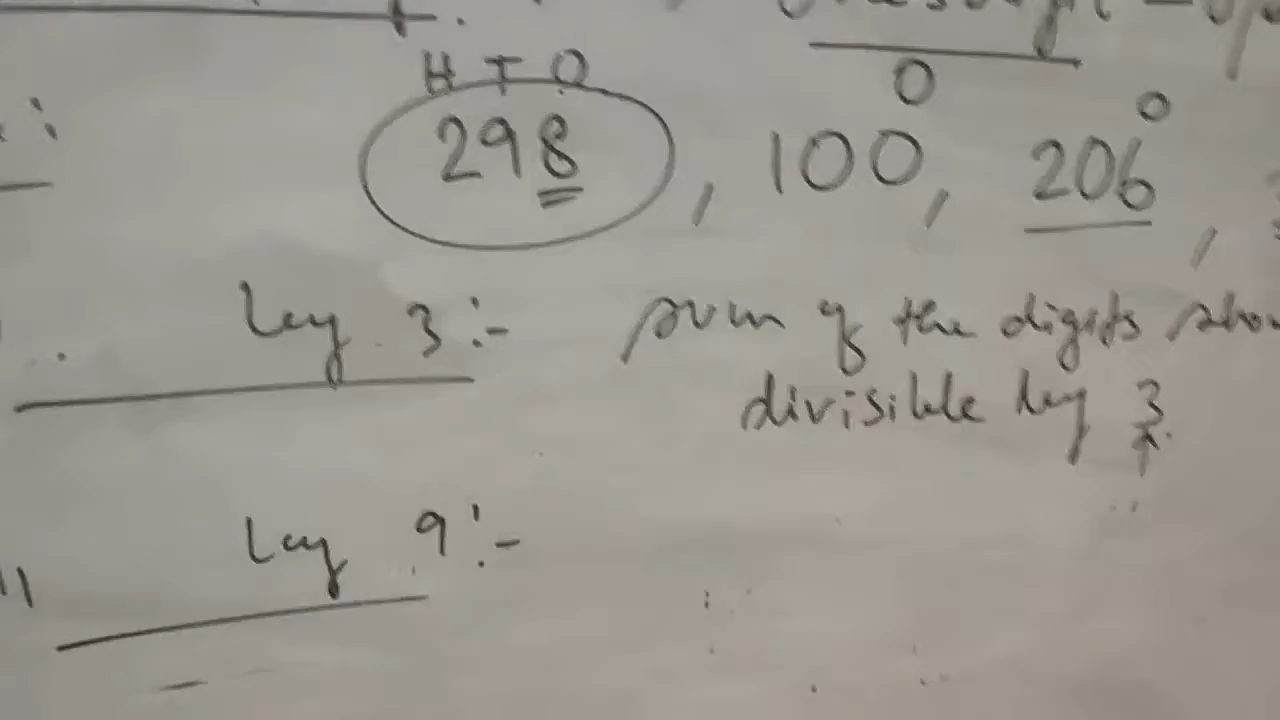 H T O
O O
298, 100, 206,
by 3:- sum of the digits
divisible by 3
" by 9:-